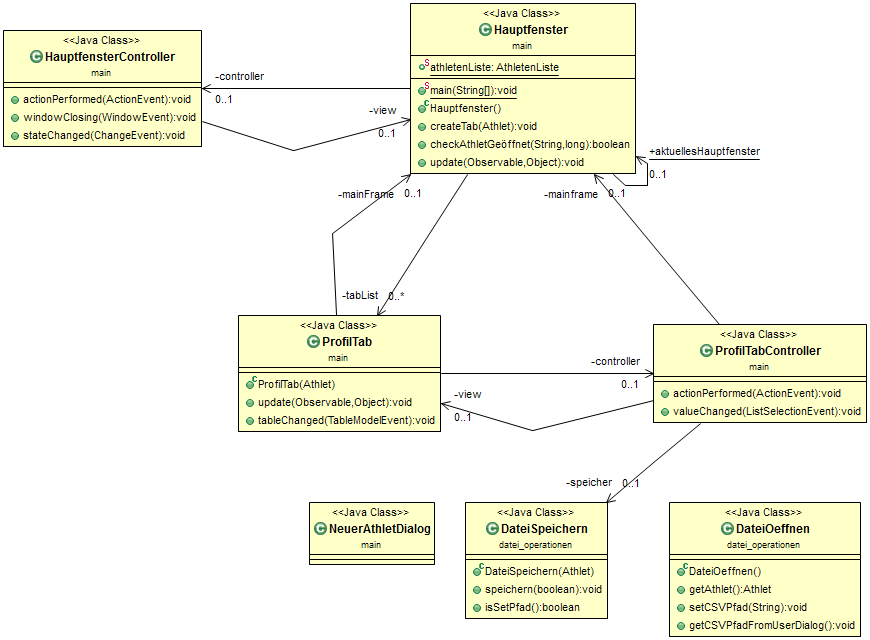 <<Java Class>>
HauptfensterController
main
actionPerformed(ActionEvent):void
windowClosing(WindowEvent):void
stateChanged(ChangeEvent):void
-controller
0..1
-view
0..1
<<Java Class>>
Hauptfenster
main
athletenListe: AthletenListe
main(String[]):void
Hauptfenster()
createTab(Athlet):void
checkAthletGeöffnet(String,long):boolean
update(Observable,Object):void
+aktuellesHauptfenster
0..1
-mainFrame
0..1
-mainframe
0..1
-tabList
0..*
<<Java Class>>
ProfilTab
main
ProfilTab(Athlet)
update(Observable,Object):void
tableChanged(TableModelEvent):void
-controller
0..1
-view
0..1
<<Java Class>>
ProfilTabController
main
actionPerformed(ActionEvent):void
valueChanged(ListSelectionEvent):void
-speicher
0..1
<<Java Class>>
NeuerAthletDialog
main
<<Java Class>>
DateiSpeichern
datei_operationen
DateiSpeichern(Athlet)
speichern(boolean):void
isSetPfad():boolean
<<Java Class>>
DateiOeffnen
datei_operationen
DateiOeffnen()
getAthlet():Athlet
setCSVPfad(String):void
getCSVPfadFromUserDialog():void